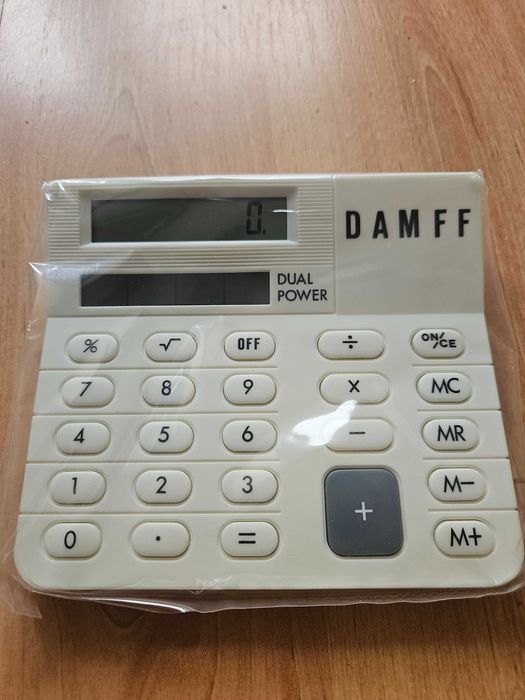 0.
DAMFF
DUAL
POWER
% √ OFF ÷ ON/CE
7 8 9 × MC
4 5 6 − MR
1 2 3 + M−
0 . = M+